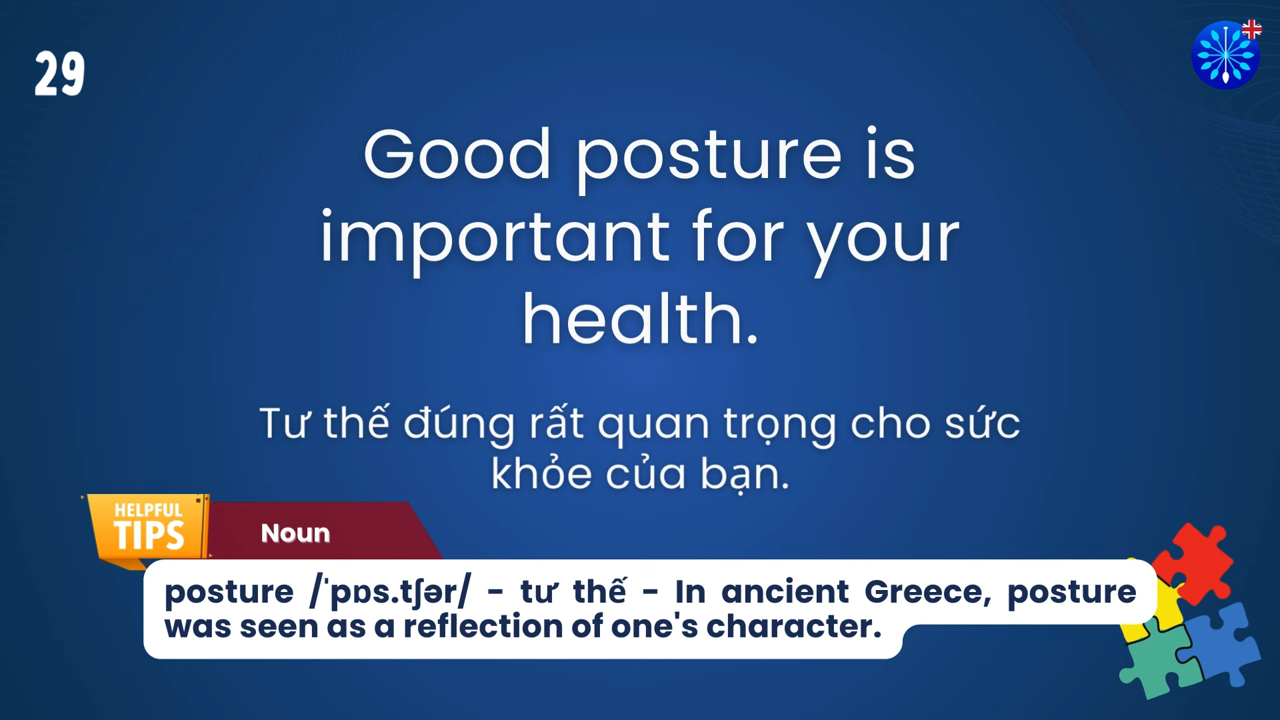 29
Good posture is
important for your
health.
Tư thế đúng rất quan trọng cho sức
khỏe của bạn.
HELPFUL
TIPS
Noun
posture /ˈpɒs.tʃər/ - tư thế - In ancient Greece, posture
was seen as a reflection of one's character.